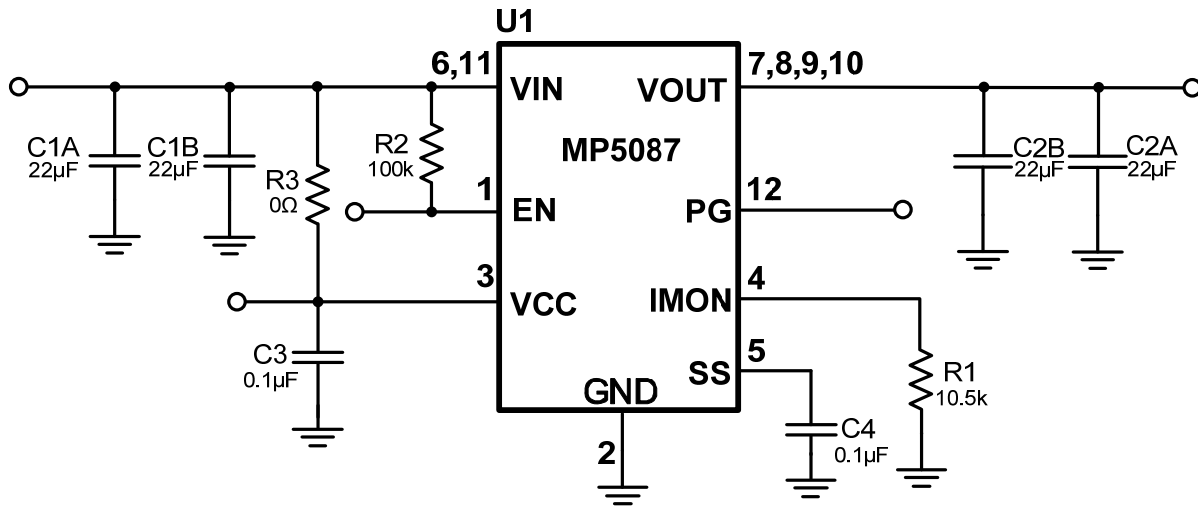 U1
6,11
VIN
7,8,9,10
VOUT
MP5087
C1A
22µF
C1B
22µF
R3
0Ω
R2
100k
1
EN
12
PG
C2B
22µF
C2A
22µF
3
VCC
4
IMON
5
SS
C3
0.1µF
GND
2
C4
0.1µF
R1
10.5k